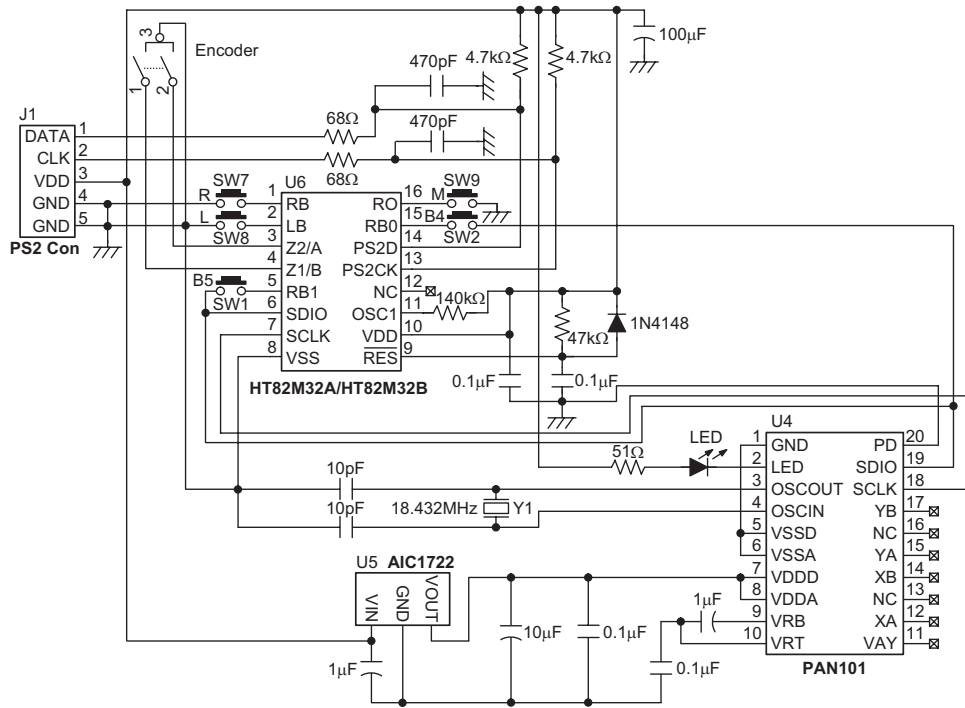 3
Encoder
1
2
100µF
4.7kΩ
4.7kΩ
470pF
470pF
68Ω
68Ω
J1
DATA 1
CLK 2
VDD 3
GND 4
GND 5
PS2 Con
U6
SW7
R
L
SW8
B5
SW1
1 RB
2 LB
3 Z2/A
4 Z1/B
5 RB1
6 SDIO
7 SCLK
8 VSS
RO 16
RB0 15
PS2D 14
PS2CK 13
NC 12
OSC1 11
VDD 10
RES 9
HT82M32A/HT82M32B
SW9
M
B4
SW2
140kΩ
47kΩ
1N4148
0.1µF
0.1µF
51Ω
LED
10pF
10pF
18.432MHz
Y1
U4
1 GND
2 LED
3 OSCOUT
4 OSCIN
5 VSSD
6 VSSA
7 VDDD
8 VDDA
9 VRB
10 VRT
PD 20
SDIO 19
SCLK 18
YB 17
NC 16
YA 15
XB 14
NC 13
XA 12
VAY 11
PAN101
U5 AIC1722
VIN
GND
VOUT
1µF
10µF
0.1µF
0.1µF
1µF